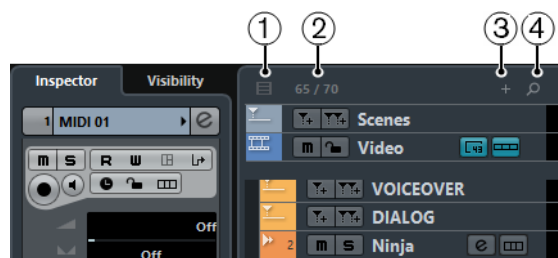 1 2 3 4
Inspector Visibility
65 / 70 +
1 MIDI 01 e
Scenes
m S R W
m Video 43
Off
VOICEOVER
DIALOG
Off
2 m S Ninja e